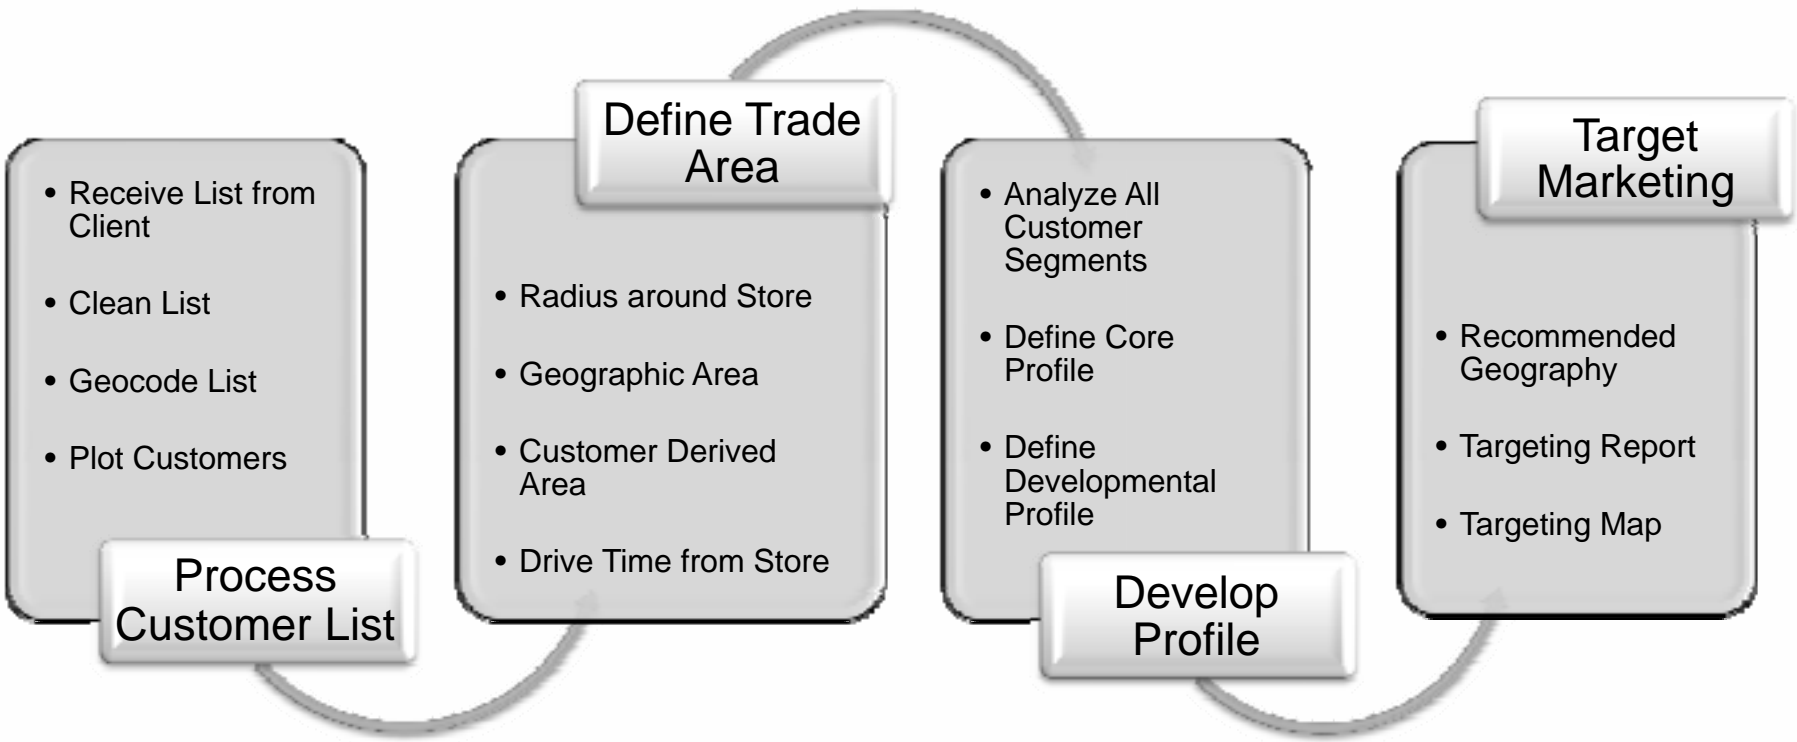 • Receive List from
Client
• Clean List
• Geocode List
• Plot Customers
Process
Customer List
Define Trade
Area
• Radius around Store
• Geographic Area
• Customer Derived
Area
• Drive Time from Store
• Analyze All
Customer
Segments
• Define Core
Profile
• Define
Developmental
Profile
Develop
Profile
Target
Marketing
• Recommended
Geography
• Targeting Report
• Targeting Map